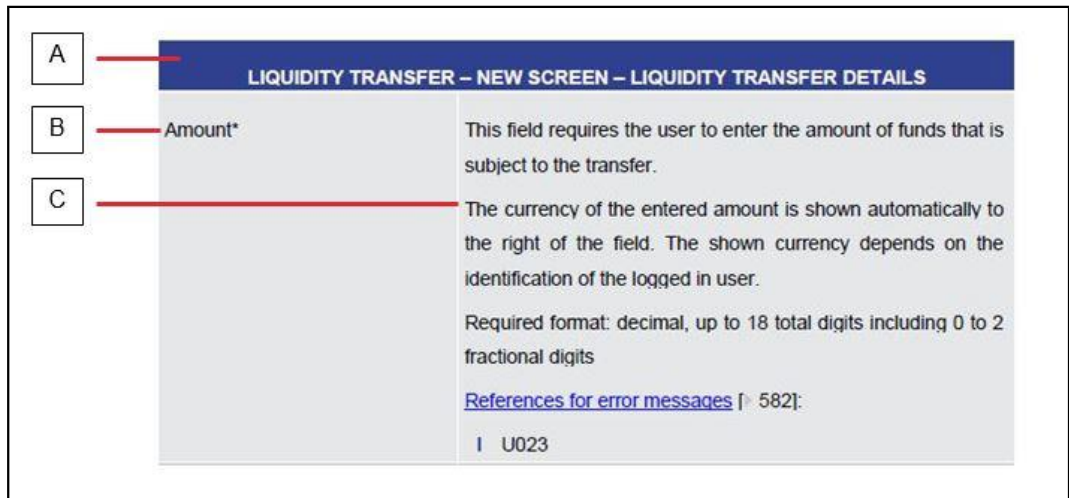 A
LIQUIDITY TRANSFER – NEW SCREEN – LIQUIDITY TRANSFER DETAILS
B
Amount*
This field requires the user to enter the amount of funds that is
subject to the transfer.
C
The currency of the entered amount is shown automatically to
the right of the field. The shown currency depends on the
identification of the logged in user.
Required format: decimal, up to 18 total digits including 0 to 2
fractional digits
References for error messages [▹ 582]:
I U023